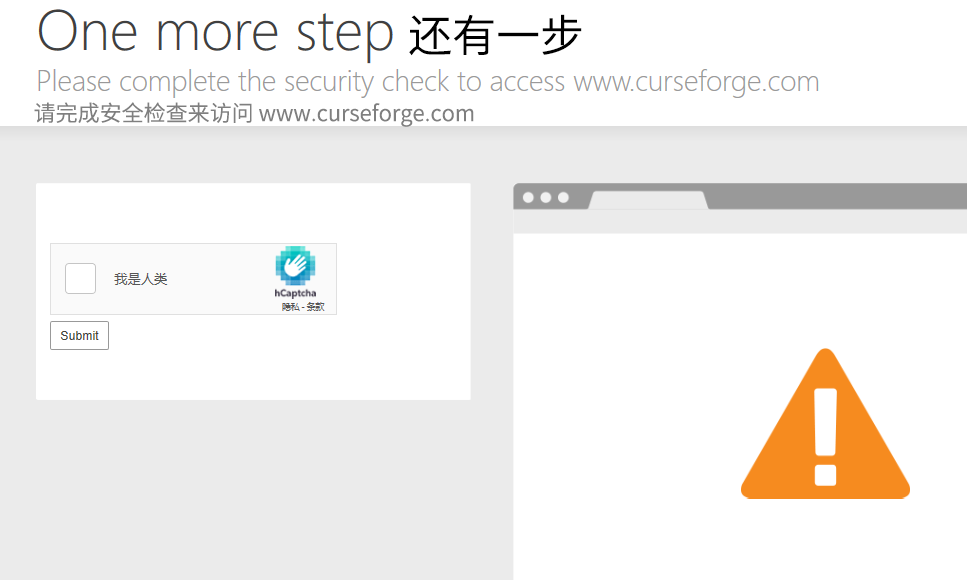 One more step 还有一步
Please complete the security check to access www.curseforge.com
请完成安全检查来访问 www.curseforge.com
我是人类
hCaptcha
隐私 - 条款
Submit